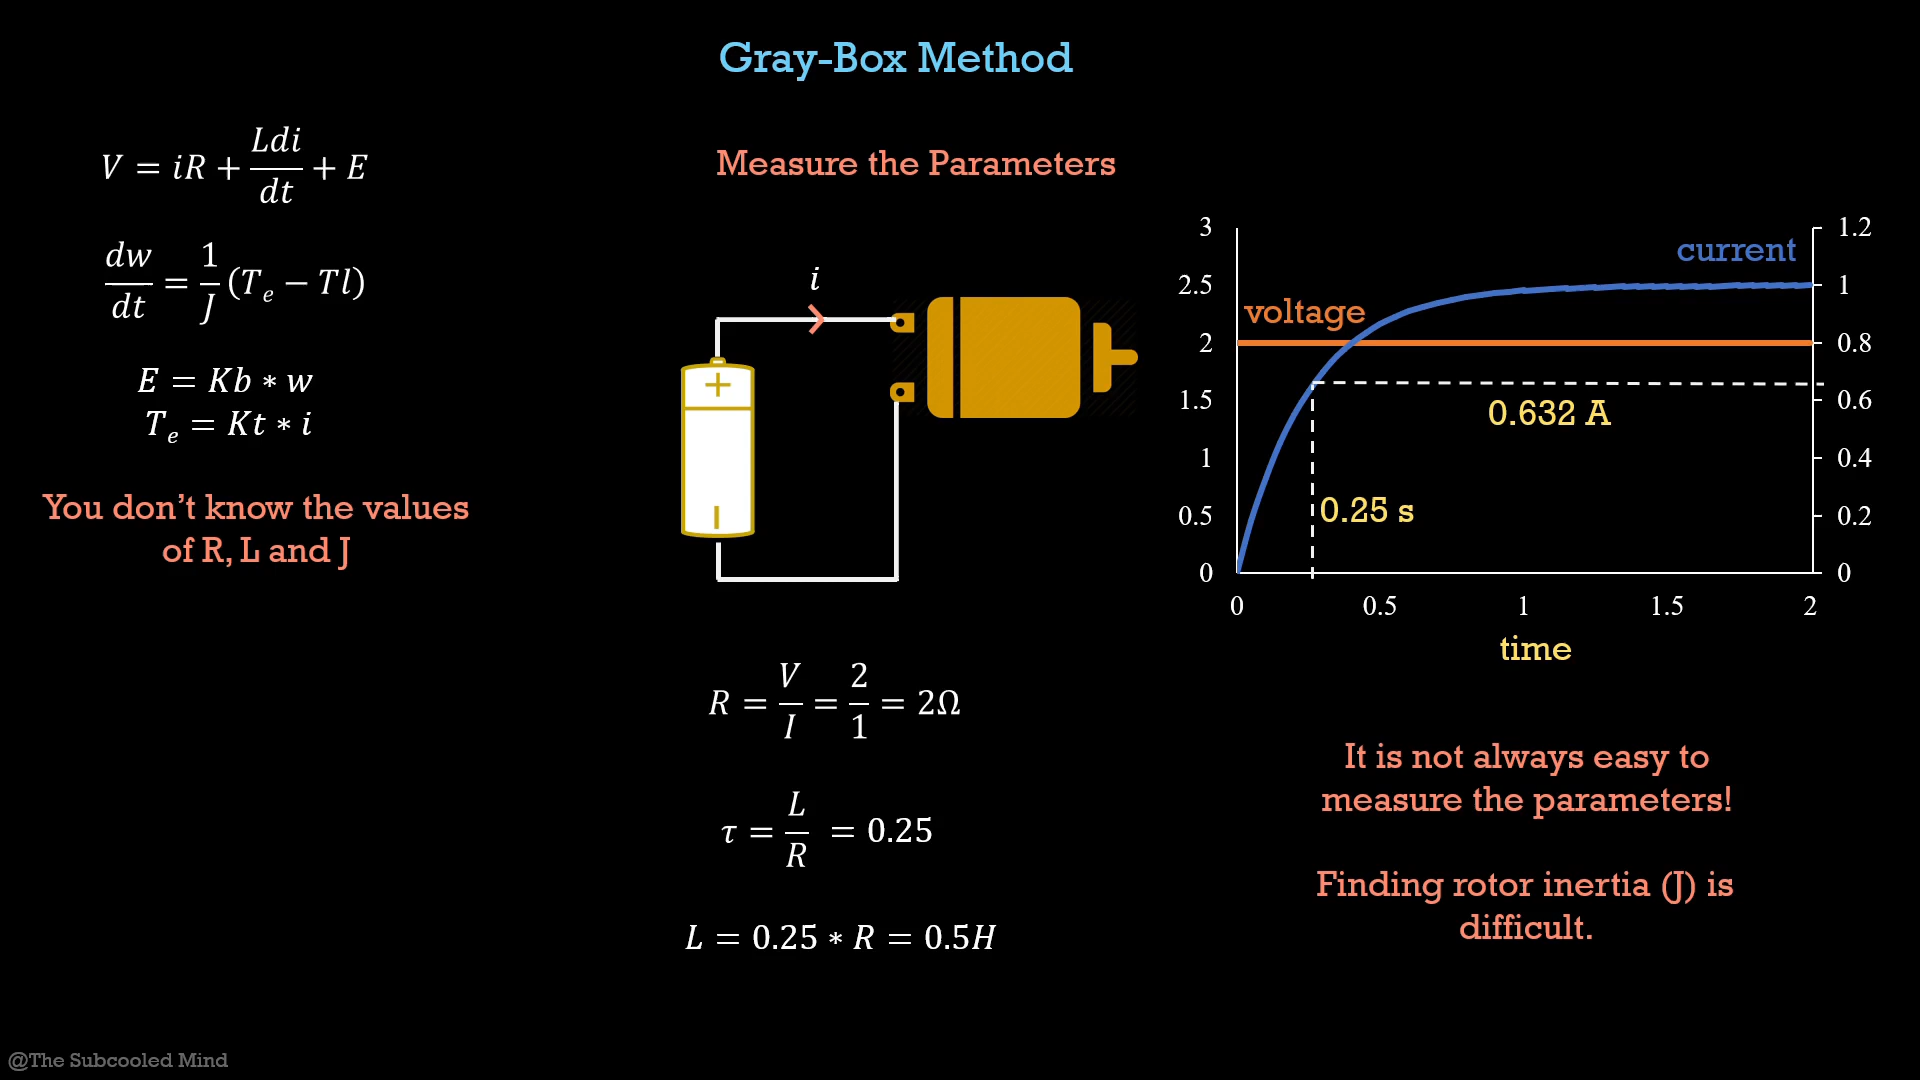 Gray-Box Method
V = iR + Ldi/dt + E
dw/dt = 1/J (Te − Tl)
E = Kb ∗ w
Te = Kt ∗ i
You don't know the values
of R, L and J
Measure the Parameters
i
+
−
R = V/I = 2/1 = 2Ω
τ = L/R = 0.25
L = 0.25 ∗ R = 0.5H
3
2.5
2
1.5
1
0.5
0
1.2
1
0.8
0.6
0.4
0.2
0
current
voltage
0.632 A
0.25 s
0
0.5
1
1.5
2
time
It is not always easy to
measure the parameters!
Finding rotor inertia (J) is
difficult.
@The Subcooled Mind